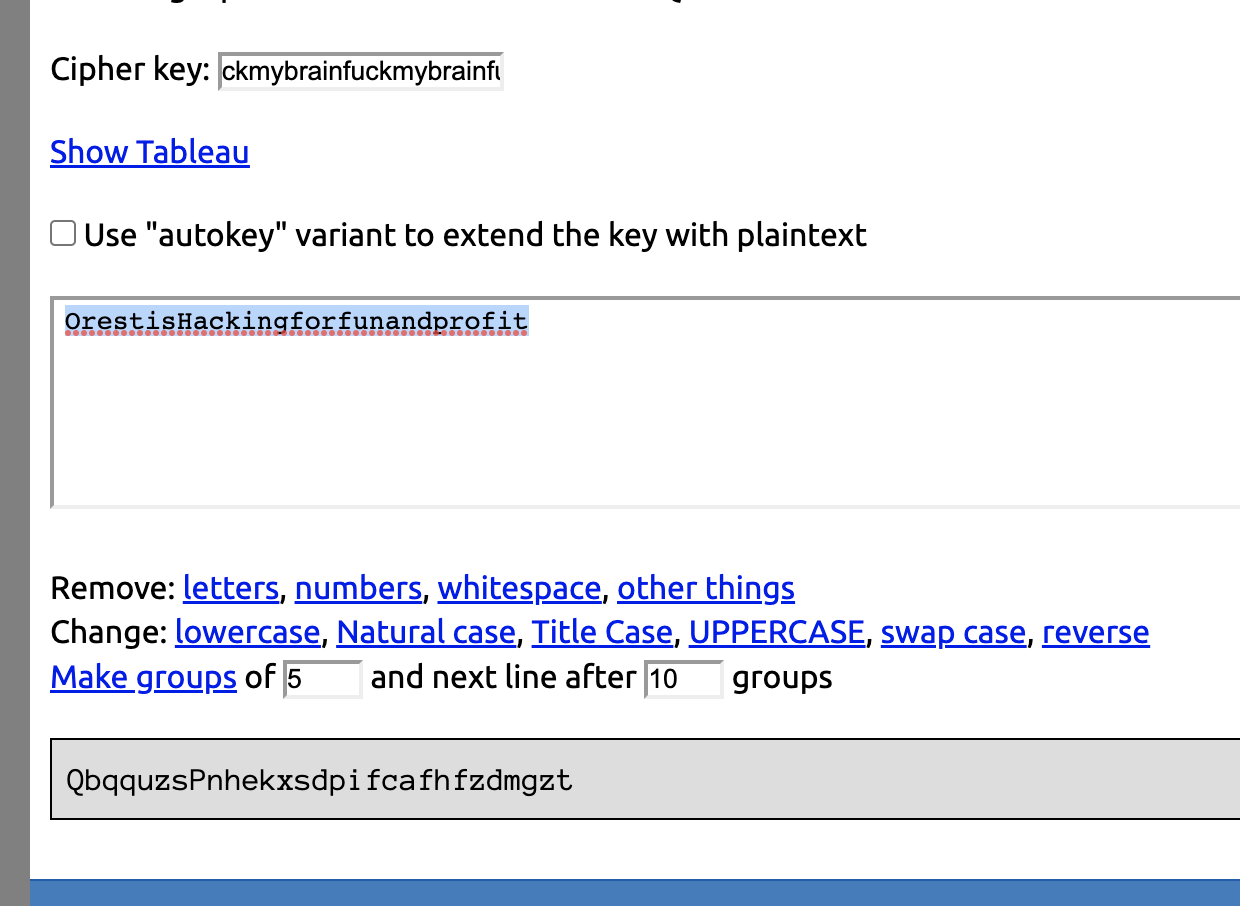 Cipher key: ckmybrainfuckmybrainfu
Show Tableau
Use "autokey" variant to extend the key with plaintext
OrestisHackingforfunandprofit
Remove: letters, numbers, whitespace, other things
Change: lowercase, Natural case, Title Case, UPPERCASE, swap case, reverse
Make groups of 5 and next line after 10 groups
QbqquzsPnhekxsdpifcafhfzdmgzt